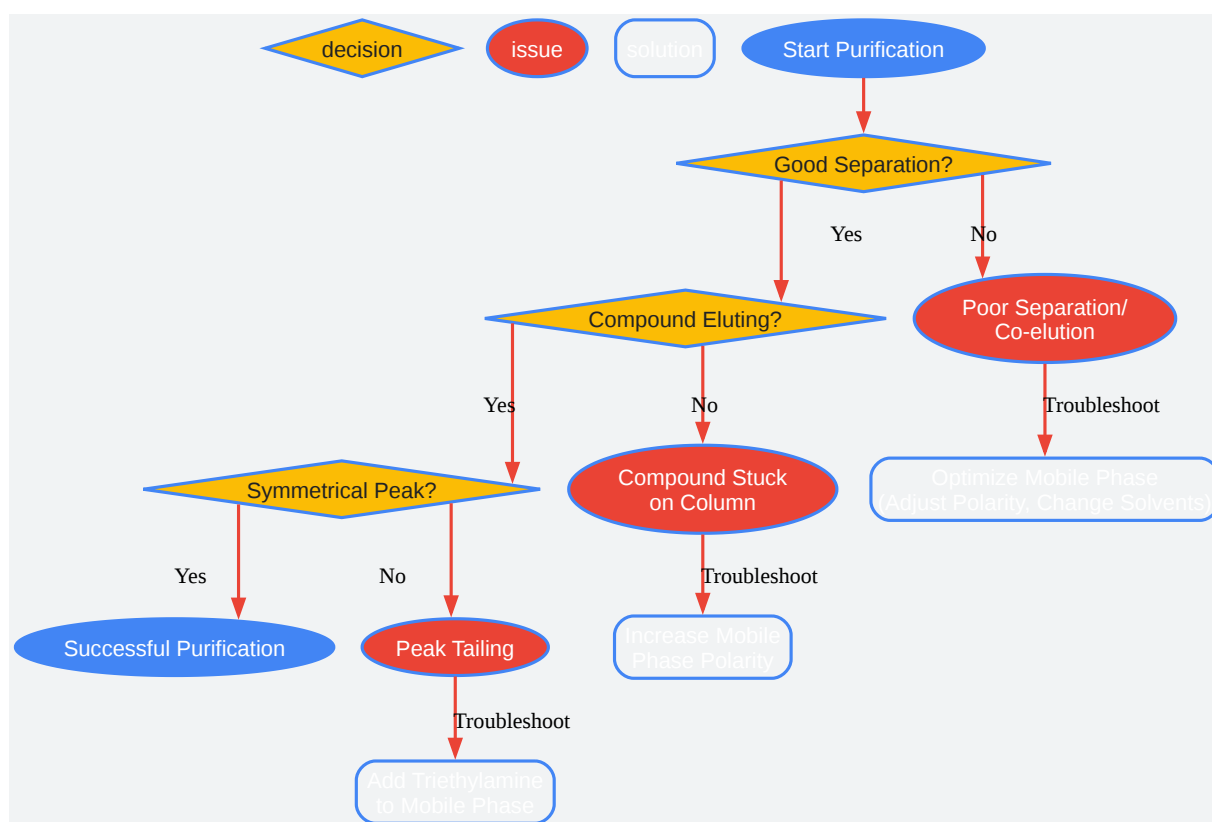 decision
issue
solution
Start Purification
Good Separation?
Yes
No
Compound Eluting?
Poor Separation/
Co-elution
Yes
No
Troubleshoot
Symmetrical Peak?
Compound Stuck
on Column
Optimize Mobile Phase
(Adjust Polarity, Change Solvents)
Yes
No
Troubleshoot
Successful Purification
Peak Tailing
Increase Mobile
Phase Polarity
Troubleshoot
Add Triethylamine
to Mobile Phase